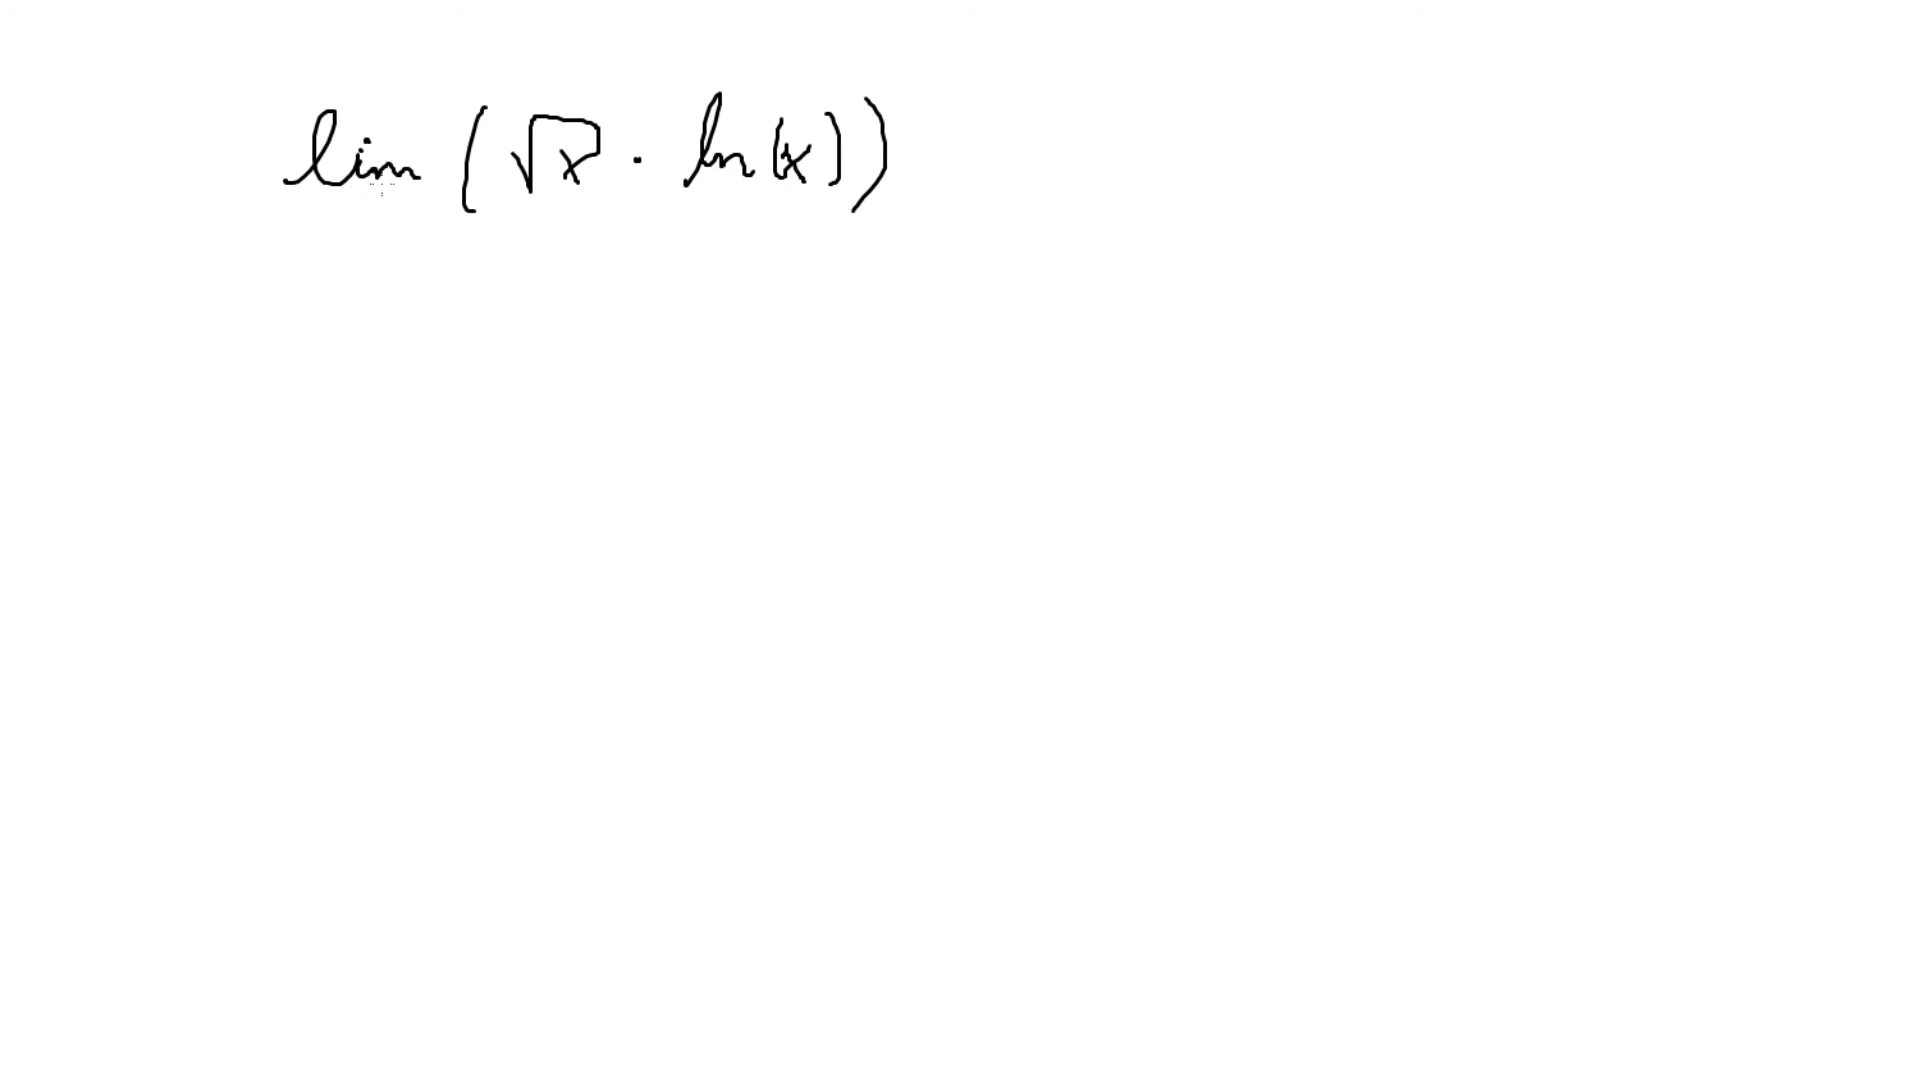 lim (√x · ln(x))